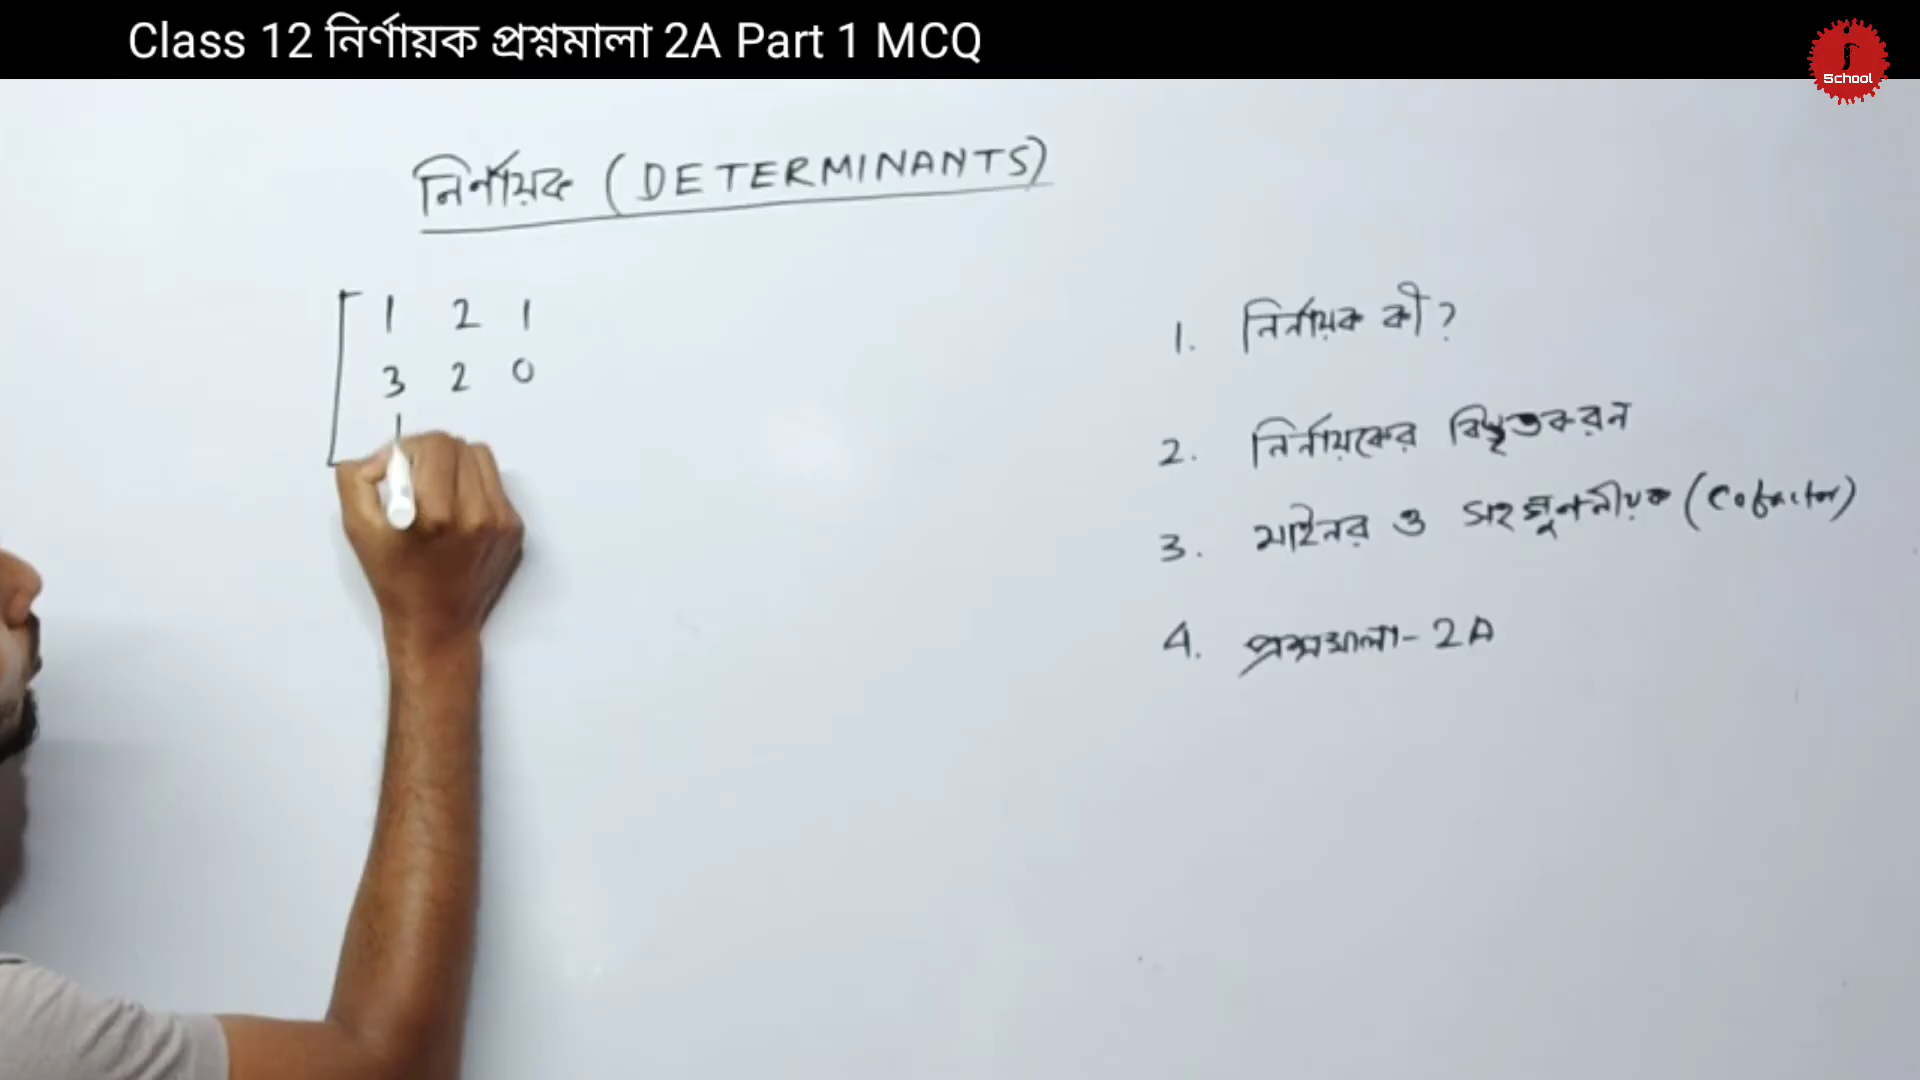 Class 12 নির্ণায়ক প্রশ্নমালা 2A Part 1 MCQ
School
নির্ণায়ক (DETERMINANTS)
1 2 1
3 2 0
1
1. নির্নায়ক কী?
2. নির্নায়কের বিস্তৃতকরন
3. মাইনর ও সহগুননীয়ক (Cofactor)
4. প্রশ্নমালা- 2A